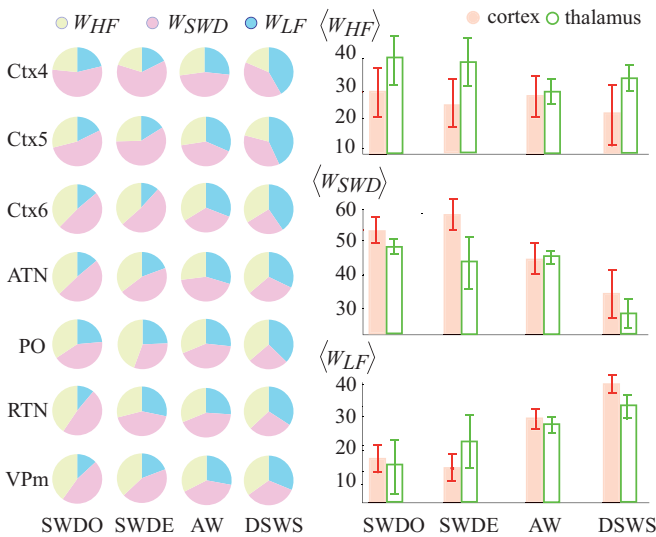 W_HF W_SWD W_LF
Ctx4
Ctx5
Ctx6
ATN
PO
RTN
VPm
SWDO SWDE AW DSWS
⟨W_HF⟩ cortex thalamus
40
30
20
10
⟨W_SWD⟩
60
50
40
30
⟨W_LF⟩
40
30
20
10
SWDO SWDE AW DSWS